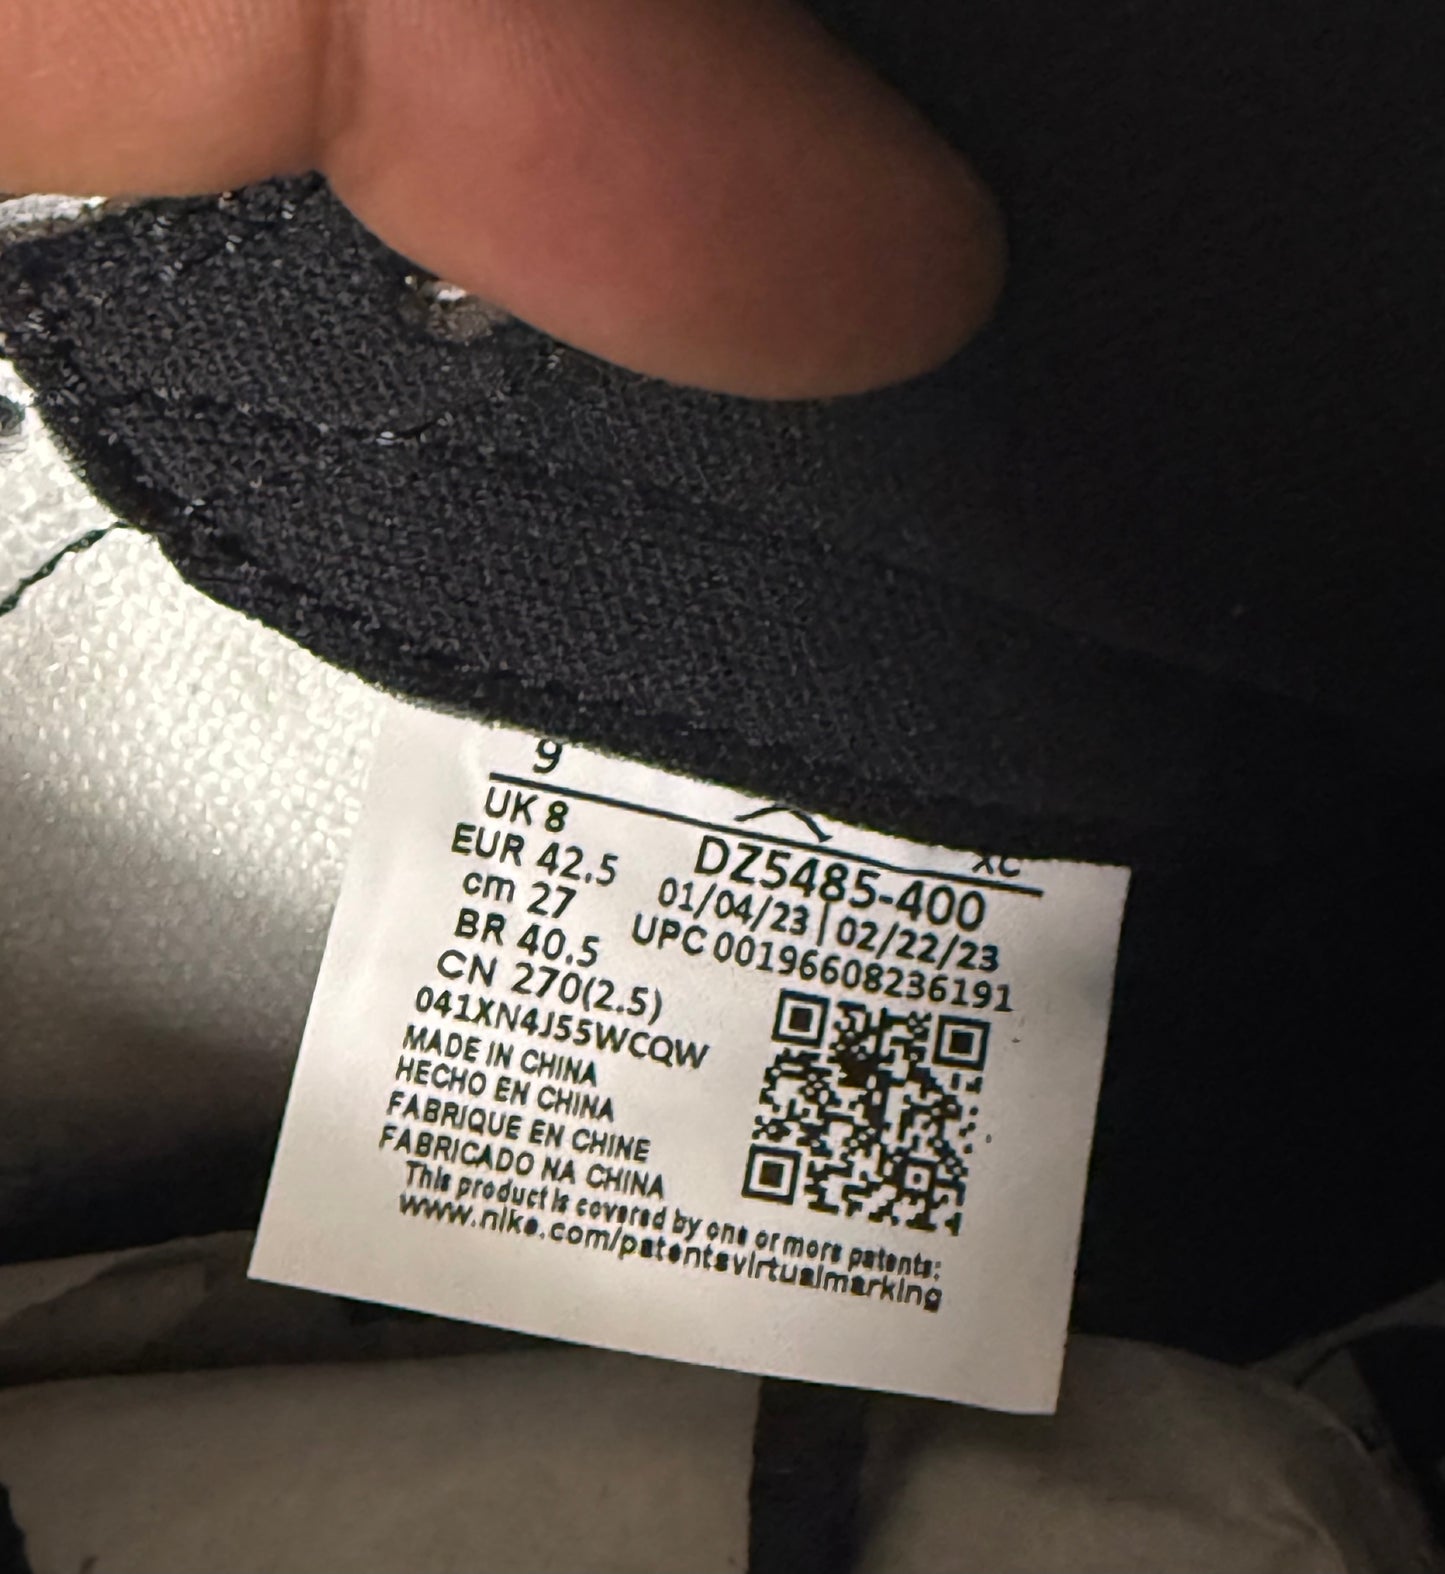 9
XC
UK 8
EUR 42.5
cm 27
BR 40.5
CN 270(2.5)
041XN4J55WCQW
DZ5485-400
01/04/23 | 02/22/23
UPC 00196608236191
MADE IN CHINA
HECHO EN CHINA
FABRIQUE EN CHINE
FABRICADO NA CHINA
This product is covered by one or more patents:
www.nike.com/patentsvirtualmarking